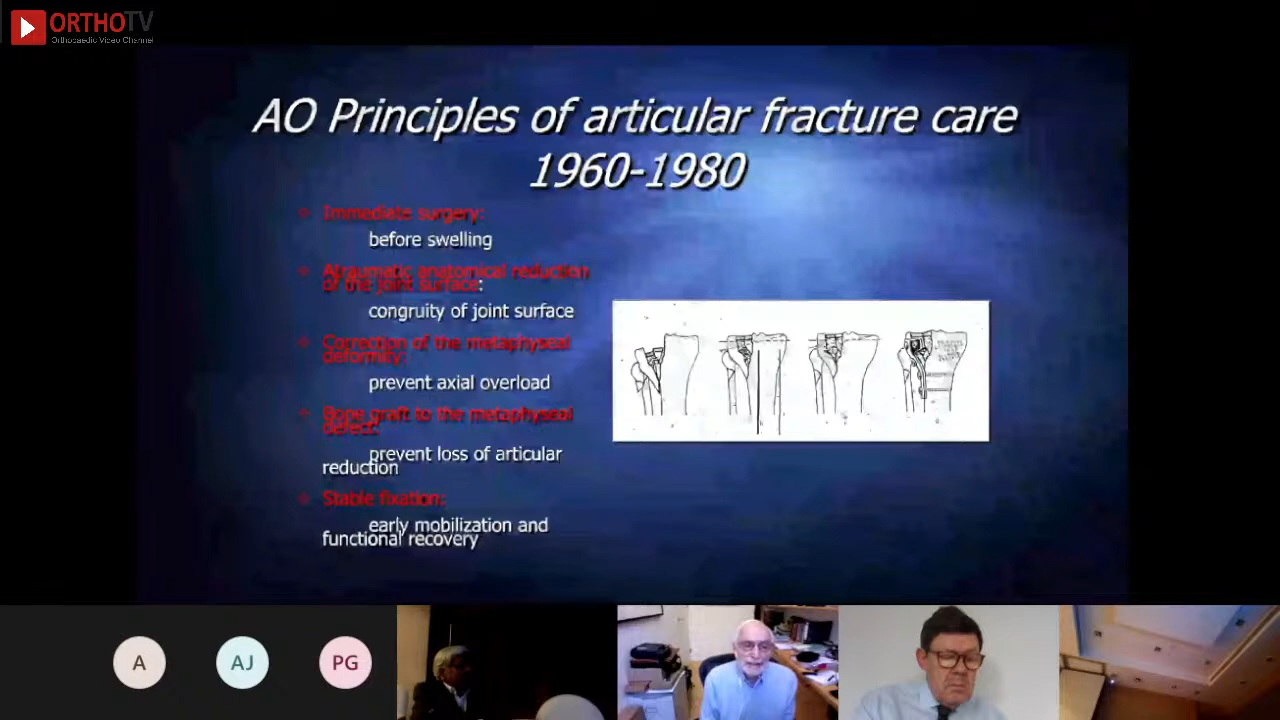 ORTHOTV
Orthopaedic Video Channel
AO Principles of articular fracture care
1960-1980
Immediate surgery:
before swelling
Atraumatic anatomical reduction
of the joint surface:
congruity of joint surface
Correction of the metaphyseal
deformity:
prevent axial overload
Bone graft to the metaphyseal
defect:
prevent loss of articular
reduction
Stable fixation:
early mobilization and
functional recovery
A
AJ
PG